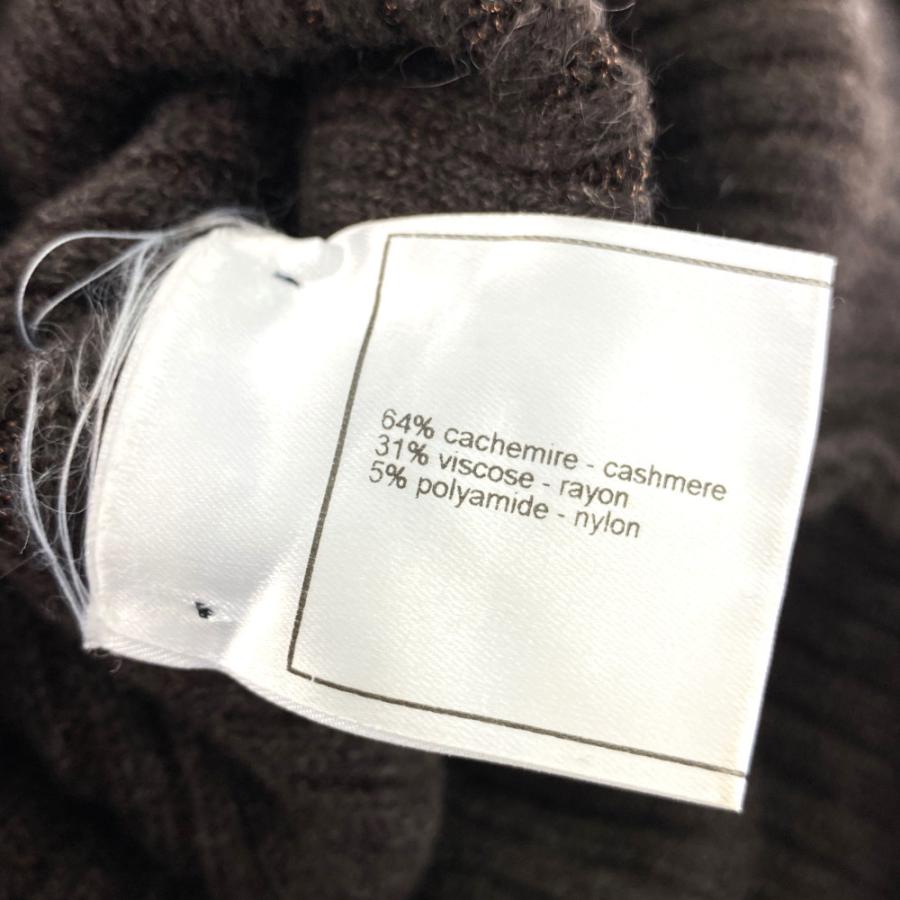 64% cachemire - cashmere
31% viscose - rayon
5% polyamide - nylon